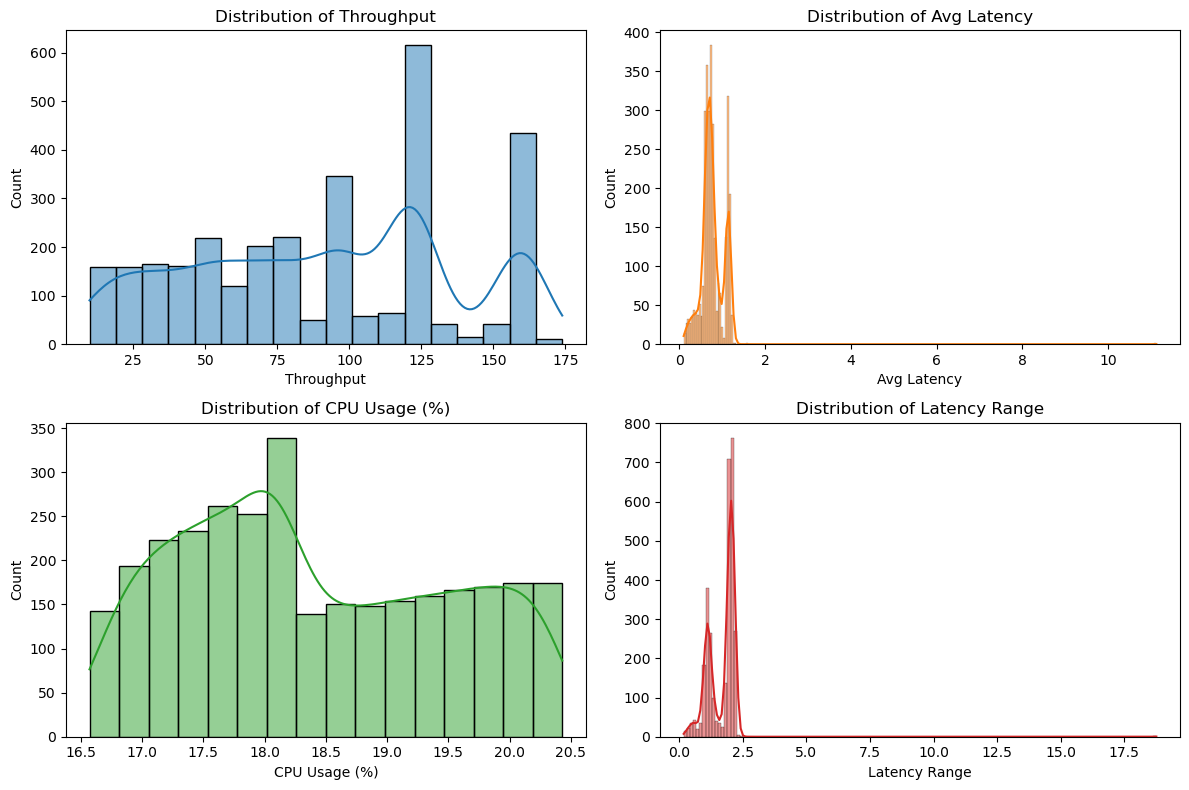 Distribution of Throughput
600
500
400
300
200
100
0
Count
25 50 75 100 125 150 175
Throughput
Distribution of Avg Latency
400
350
300
250
200
150
100
50
0
Count
0 2 4 6 8 10
Avg Latency
Distribution of CPU Usage (%)
350
300
250
200
150
100
50
0
Count
16.5 17.0 17.5 18.0 18.5 19.0 19.5 20.0 20.5
CPU Usage (%)
Distribution of Latency Range
800
700
600
500
400
300
200
100
0
Count
0.0 2.5 5.0 7.5 10.0 12.5 15.0 17.5
Latency Range